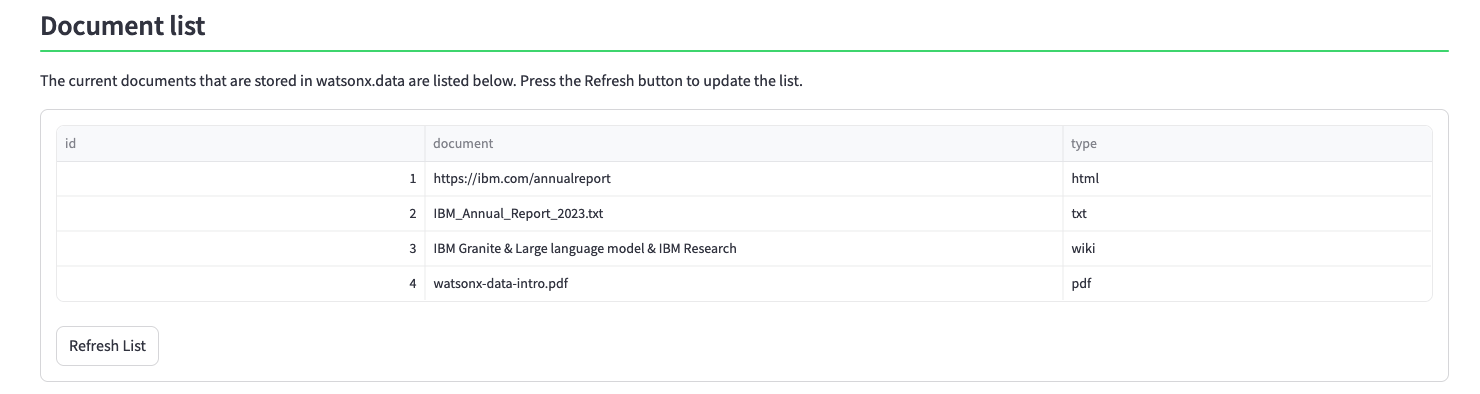 Document list
The current documents that are stored in watsonx.data are listed below. Press the Refresh button to update the list.
id document type
1 https://ibm.com/annualreport html
2 IBM_Annual_Report_2023.txt txt
3 IBM Granite & Large language model & IBM Research wiki
4 watsonx-data-intro.pdf pdf
Refresh List